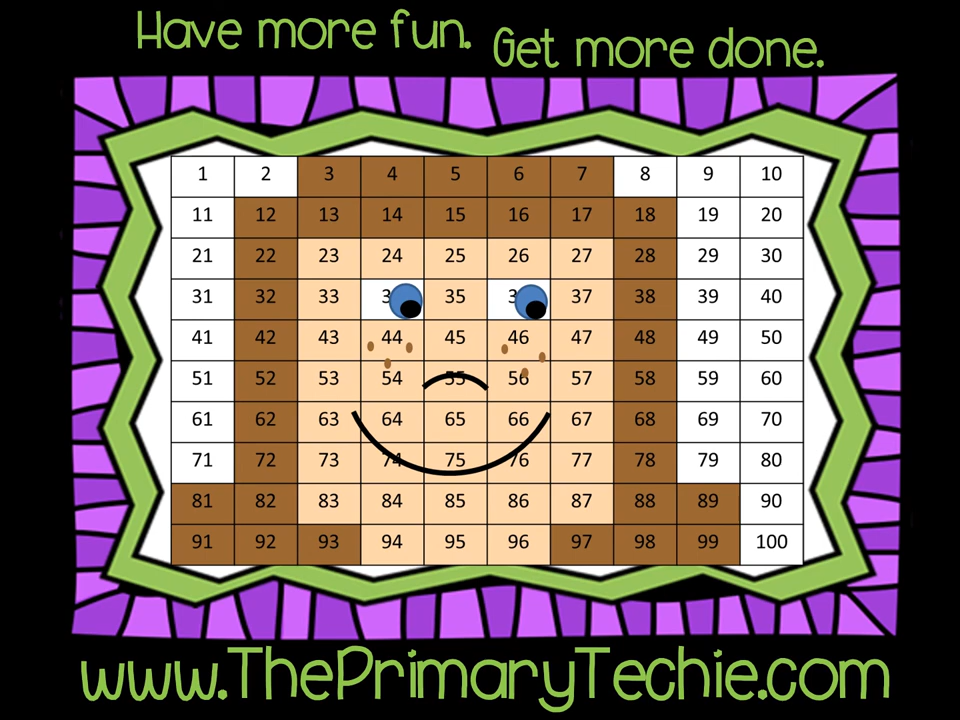 Have more fun. Get more done.
1 2 3 4 5 6 7 8 9 10
11 12 13 14 15 16 17 18 19 20
21 22 23 24 25 26 27 28 29 30
31 32 33 35 37 38 39 40
41 42 43 44 45 46 47 48 49 50
51 52 53 54 55 56 57 58 59 60
61 62 63 64 65 66 67 68 69 70
71 72 73 74 75 76 77 78 79 80
81 82 83 84 85 86 87 88 89 90
91 92 93 94 95 96 97 98 99 100
www.ThePrimaryTechie.com